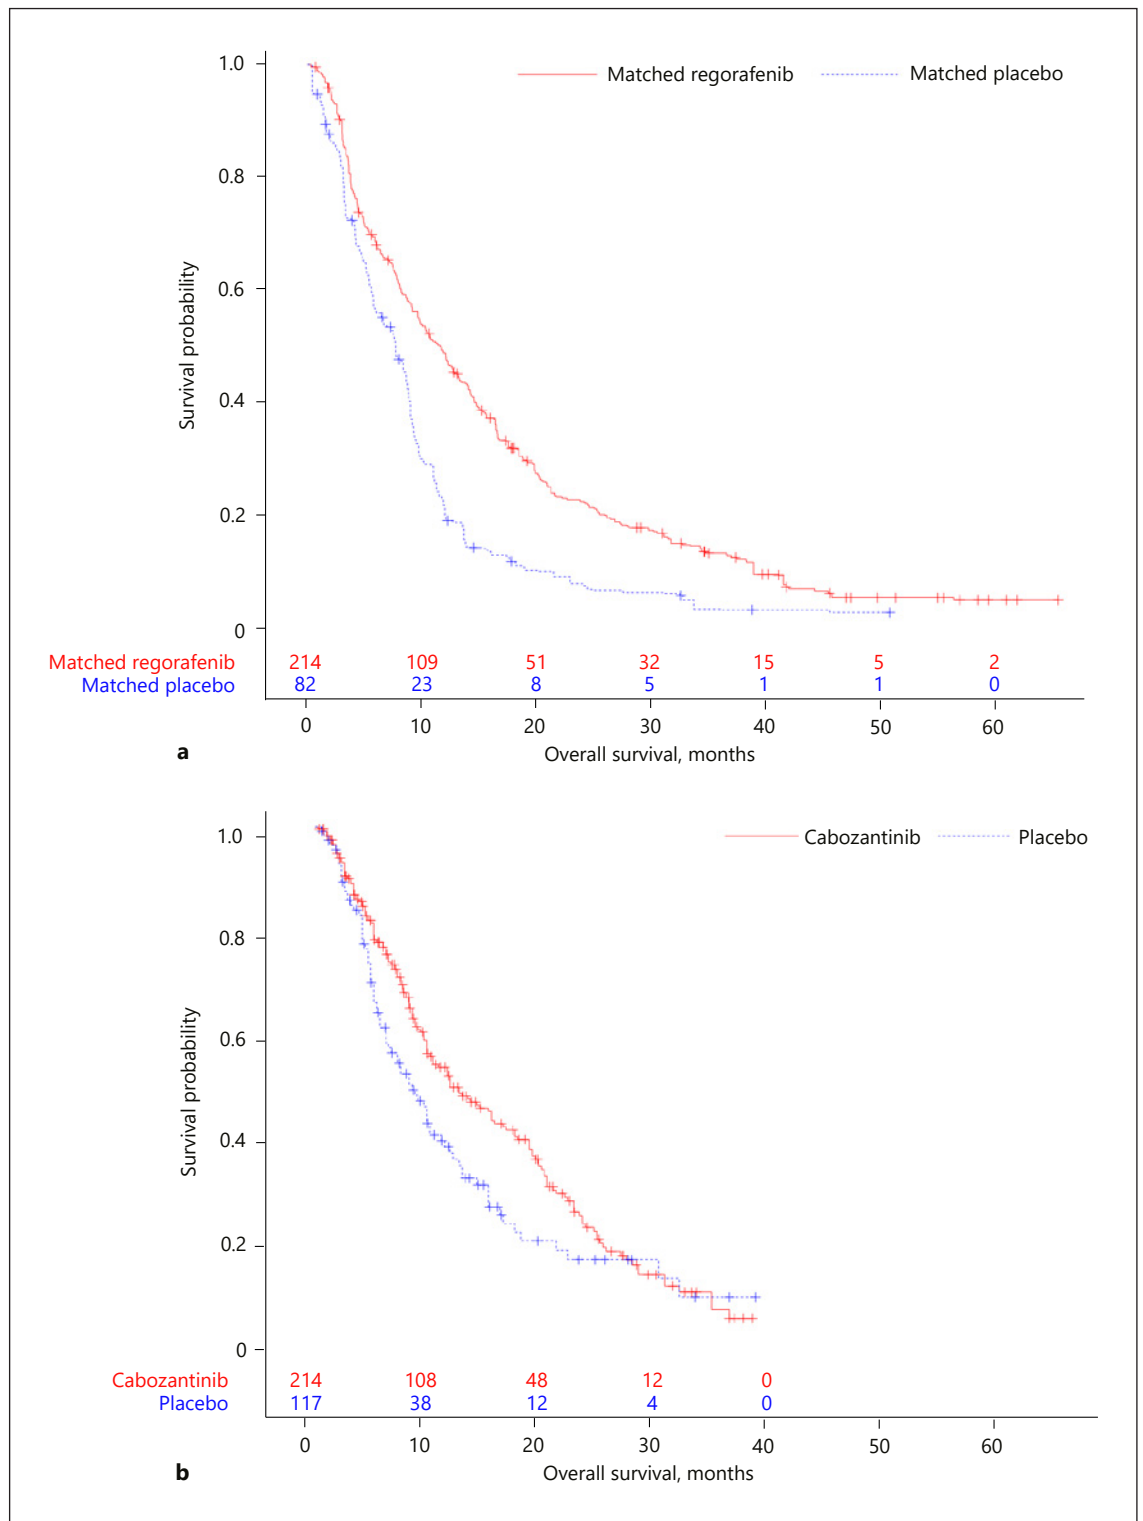 1.0
Matched regorafenib Matched placebo
0.8
0.6
Survival probability
0.4
0.2
0
Matched regorafenib 214 109 51 32 15 5 2
Matched placebo 82 23 8 5 1 1 0
0 10 20 30 40 50 60
a Overall survival, months
1.0 Cabozantinib Placebo
0.8
0.6
Survival probability
0.4
0.2
0
Cabozantinib 214 108 48 12 0
Placebo 117 38 12 4 0
0 10 20 30 40 50 60
b Overall survival, months